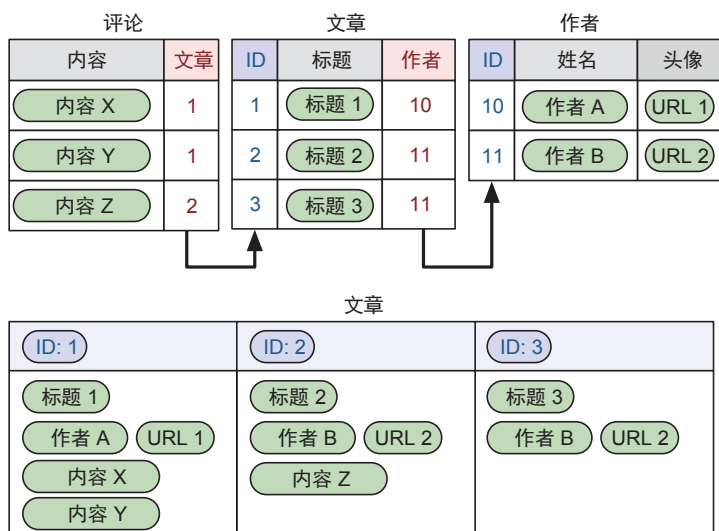 评论 文章 作者
内容 文章 ID 标题 作者 ID 姓名 头像
内容 X 1 1 标题 1 10 10 作者 A URL 1
内容 Y 1 2 标题 2 11 11 作者 B URL 2
内容 Z 2 3 标题 3 11
文章
ID: 1 ID: 2 ID: 3
标题 1 标题 2 标题 3
作者 A URL 1 作者 B URL 2 作者 B URL 2
内容 X 内容 Z
内容 Y